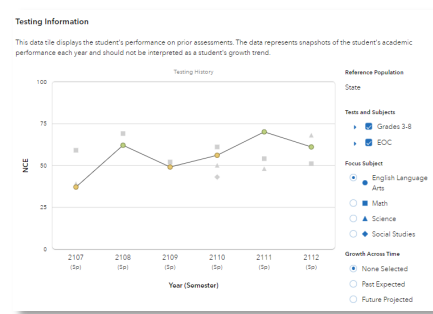 Testing Information
This data tile displays the student's performance on prior assessments. The data represents snapshots of the student's academic
performance each year and should not be interpreted as a student's growth trend.
Testing History
100
75
50
25
0
NCE
2107
(Sp)
2108
(Sp)
2109
(Sp)
2110
(Sp)
2111
(Sp)
2112
(Sp)
Year (Semester)
Reference Population
State
Tests and Subjects
Grades 3-8
EOC
Focus Subject
English Language
Arts
Math
Science
Social Studies
Growth Across Time
None Selected
Past Expected
Future Projected